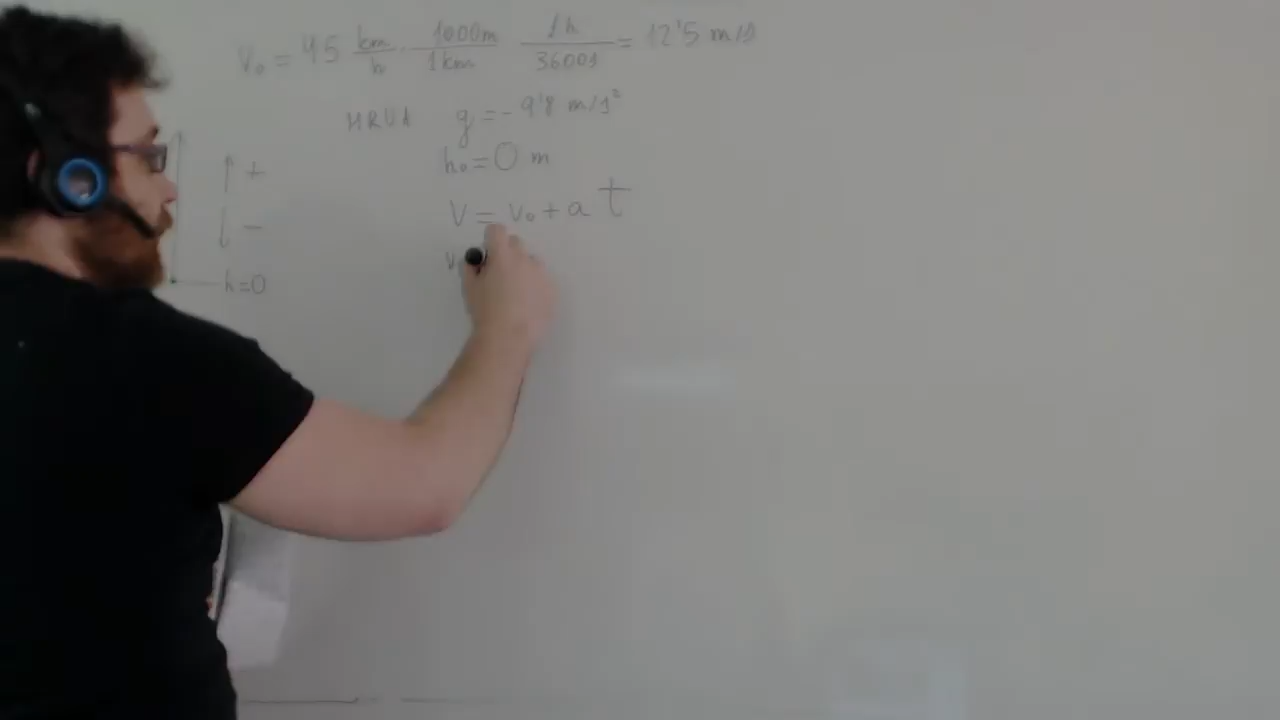 V₀ = 45 km/h · 1000m/1km 1h/3600s = 12'5 m/s
MRUA g = - 9'8 m/s²
h₀ = 0 m
↑ +
V = v₀ + a t
↓ -
v
h=0